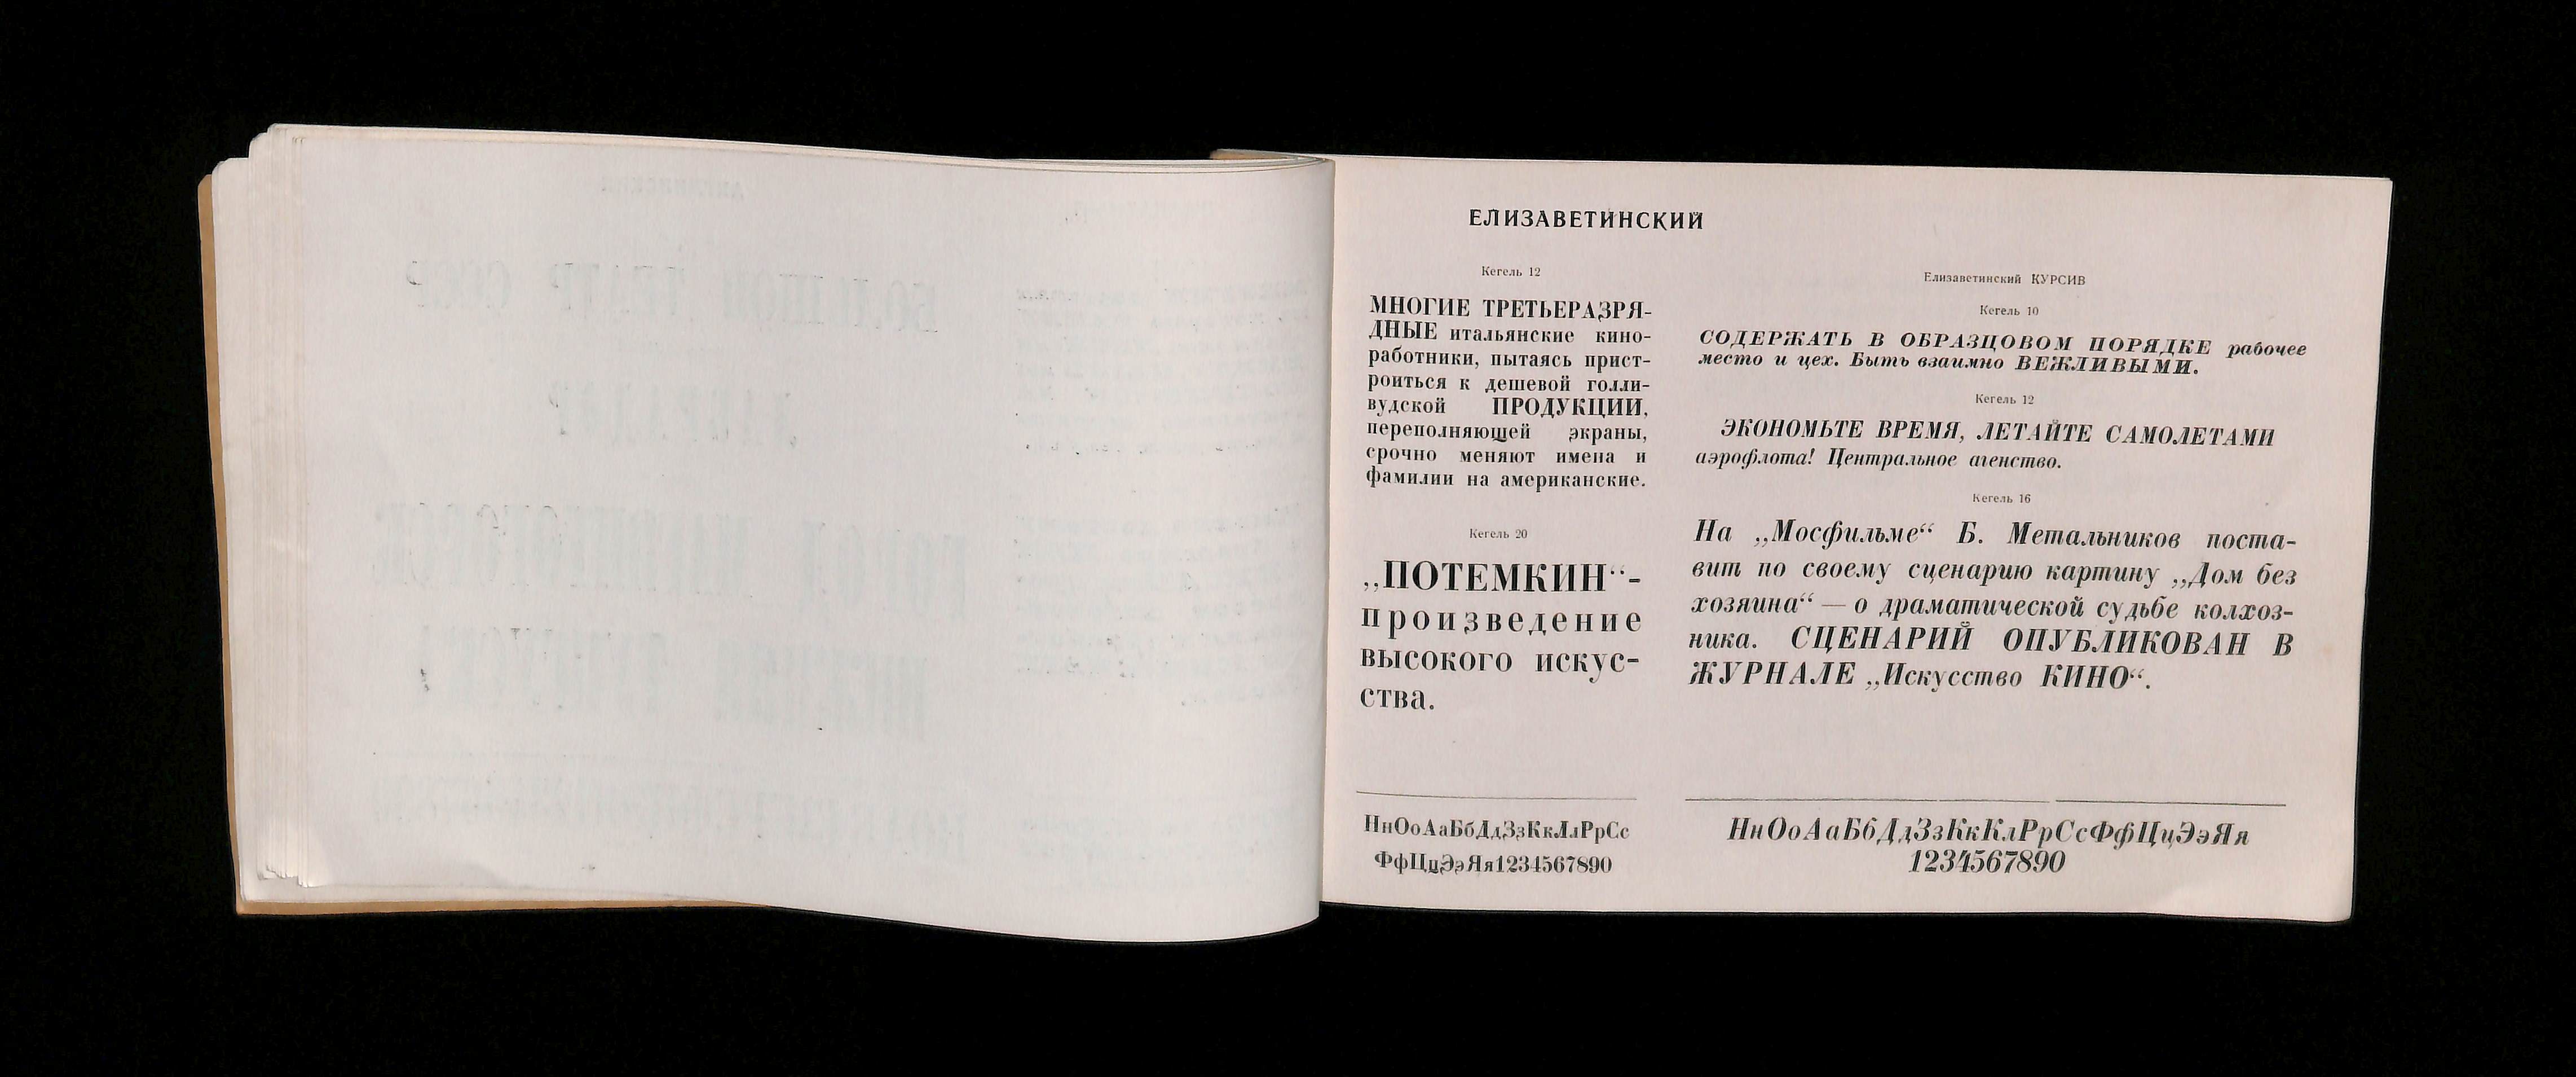 ЕЛИЗАВЕТИНСКИЙ
Кегель 12
МНОГИЕ ТРЕТЬЕРАЗРЯ-
ДНЫЕ итальянские кино-
работники, пытаясь прист-
роиться к дешевой голли-
вудской ПРОДУКЦИИ,
переполняющей экраны,
срочно меняют имена и
фамилии на американские.
Кегель 20
„ПОТЕМКИН“-
произведение
высокого искус-
ства.
НнОоАаБбДдЗзКкЛлРрСс
ФфЦцЭэЯя1234567890
Елизаветинский КУРСИВ
Кегель 10
СОДЕРЖАТЬ В ОБРАЗЦОВОМ ПОРЯДКЕ рабочее
место и цех. Быть взаимно ВЕЖЛИВЫМИ.
Кегель 12
ЭКОНОМЬТЕ ВРЕМЯ, ЛЕТАЙТЕ САМОЛЕТАМИ
аэрофлота! Центральное агенство.
Кегель 16
На „Мосфильме“ Б. Метальников поста-
вит по своему сценарию картину „Дом без
хозяина“ — о драматической судьбе колхоз-
ника. СЦЕНАРИЙ ОПУБЛИКОВАН В
ЖУРНАЛЕ „Искусство КИНО“.
НнОоАаБбДдЗзКкКлРрСсФфЦцЭэЯя
1234567890